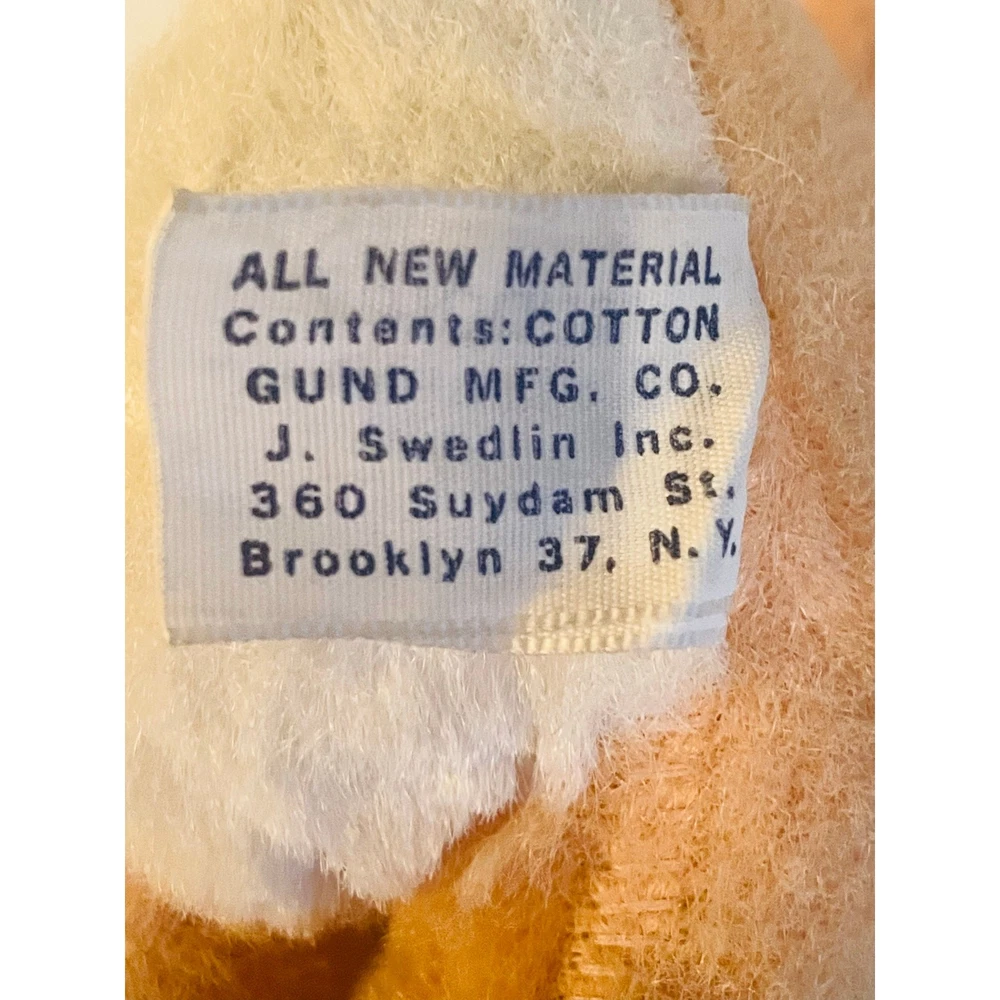 ALL NEW MATERIAL
Contents: COTTON
GUND MFG. CO.
J. Swedlin Inc.
360 Suydam St.
Brooklyn 37, N. Y.